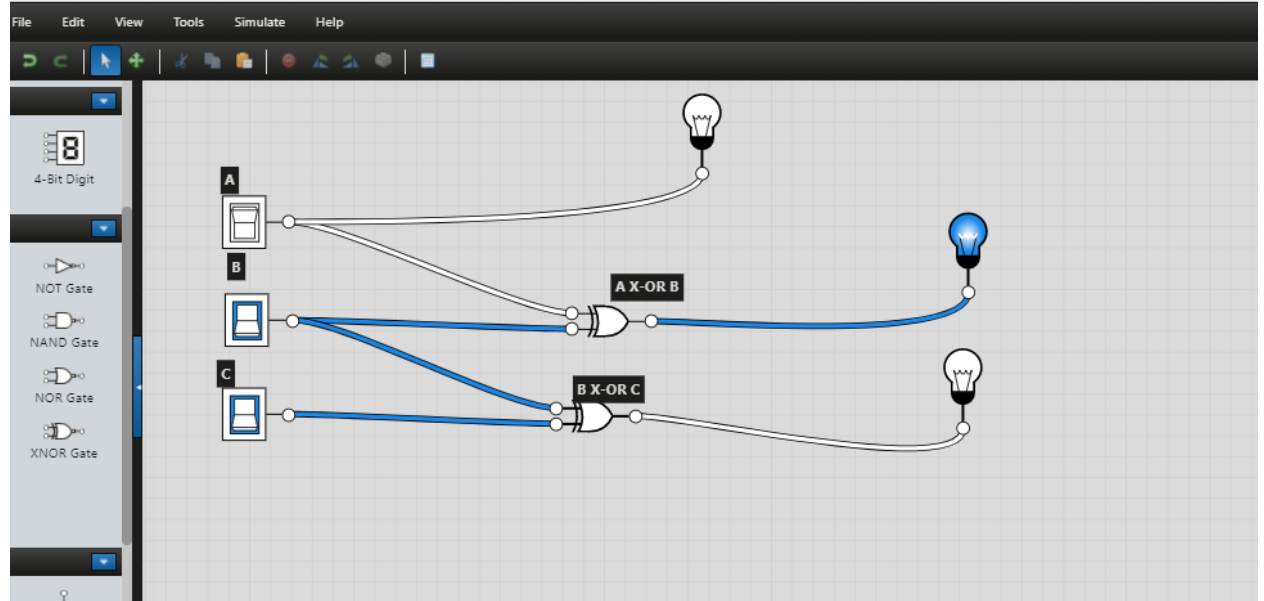 File Edit View Tools Simulate Help
8
4-Bit Digit
NOT Gate
NAND Gate
NOR Gate
XNOR Gate
A
B
A X-OR B
C
B X-OR C